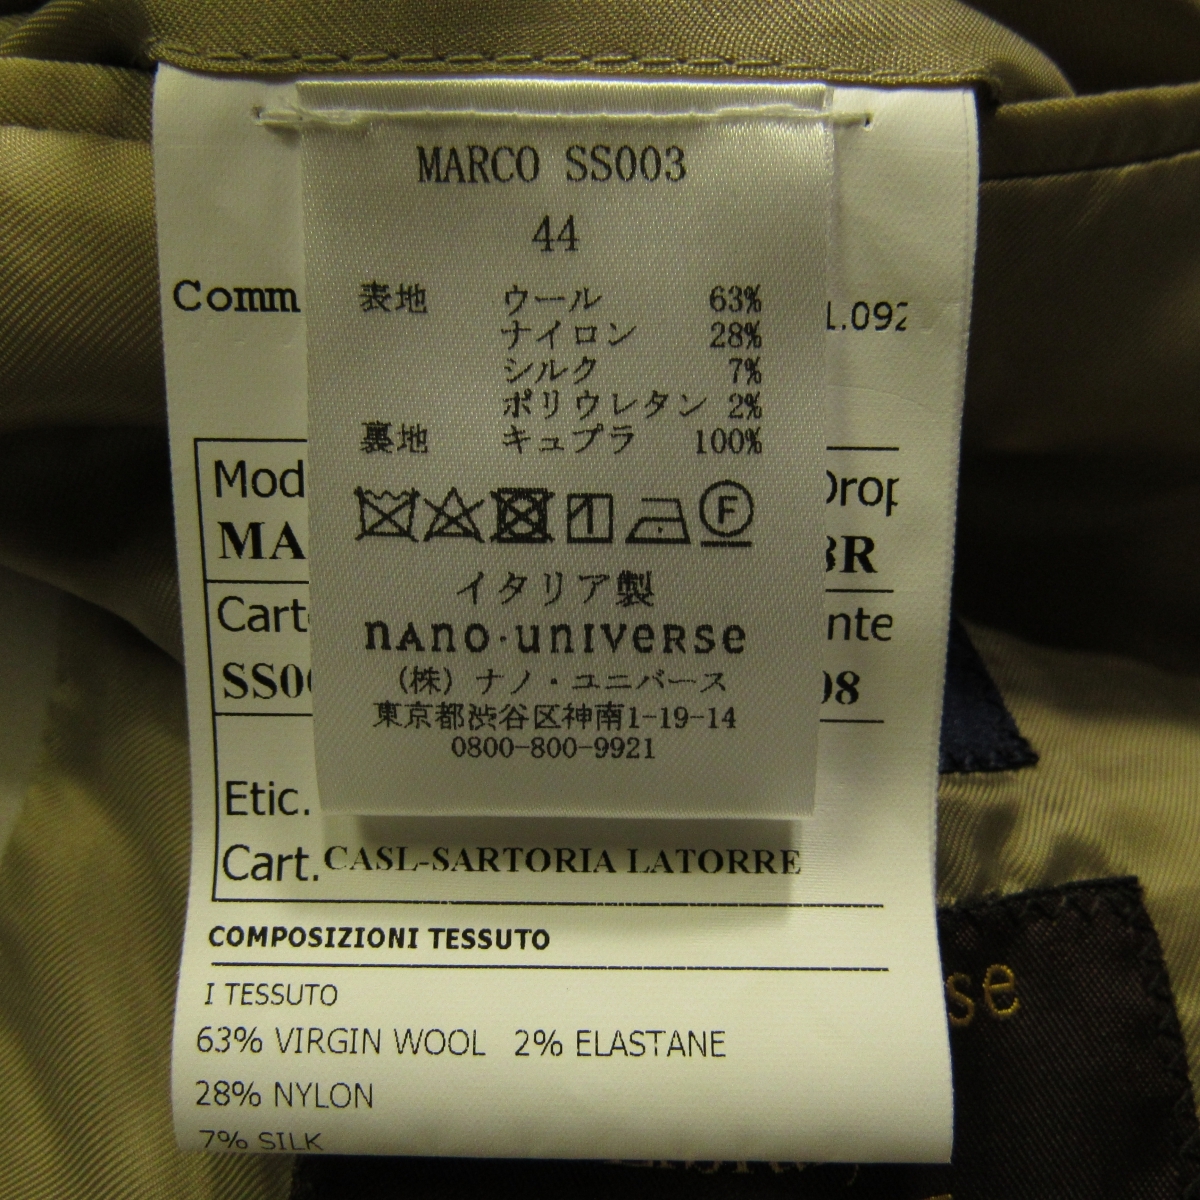 MARCO SS003
44
表地 ウール 63%
ナイロン 28%
シルク 7%
ポリウレタン 2%
裏地 キュプラ 100%
F
イタリア製
nano・universe
(株)ナノ・ユニバース
東京都渋谷区神南1-19-14
0800-800-9921
Comm
1.092
Mod Drop
MA 8R
Cart nte
SS00 08
Etic.
Cart. CASL-SARTORIA LATORRE
COMPOSIZIONI TESSUTO
I TESSUTO
63% VIRGIN WOOL 2% ELASTANE
28% NYLON
7% SILK
se